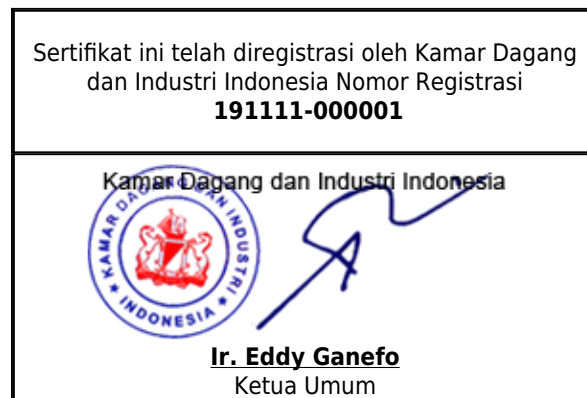 Sertifikat ini telah diregistrasi oleh Kamar Dagang
dan Industri Indonesia Nomor Registrasi
191111-000001
Kamar Dagang dan Industri Indonesia
KAMAR DAGANG DAN INDUSTRI
INDONESIA
Ir. Eddy Ganefo
Ketua Umum